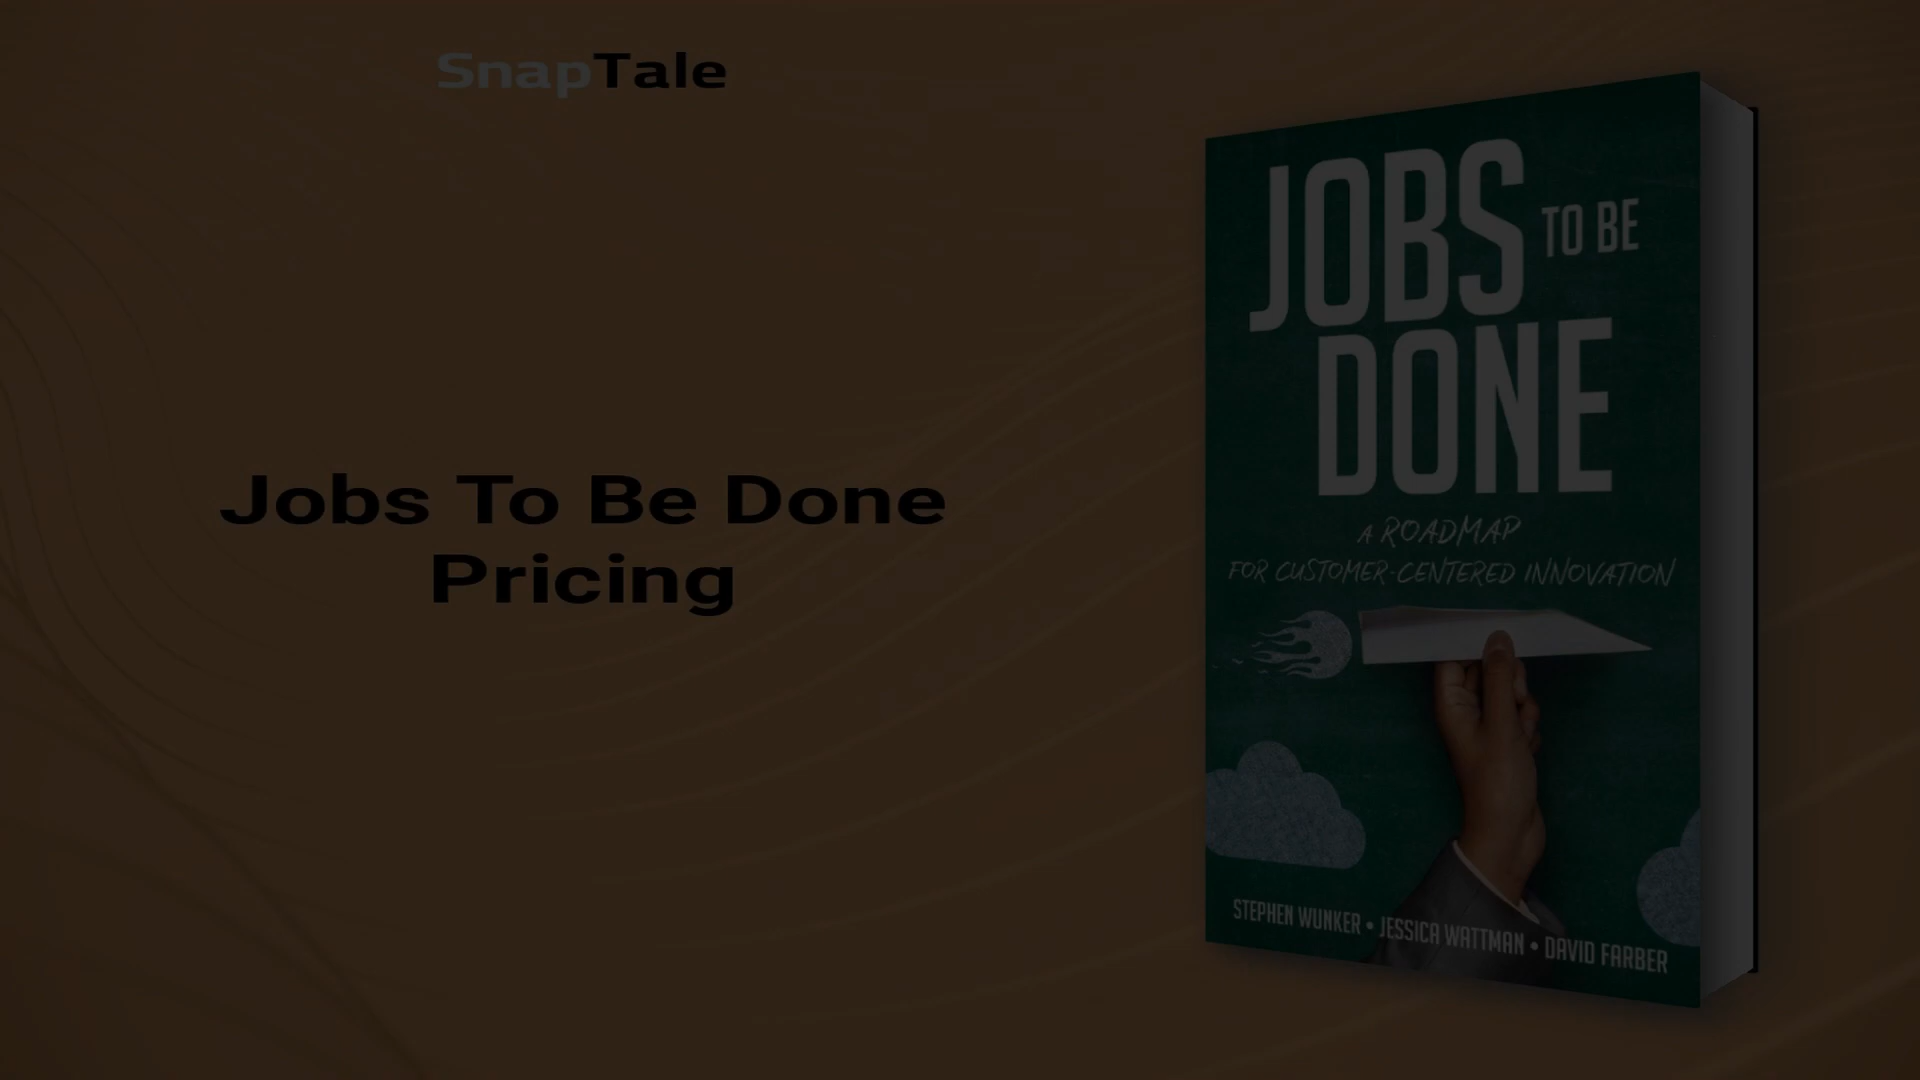 SnapTale
Jobs To Be Done
Pricing
JOBS TO BE
DONE
A ROADMAP
FOR CUSTOMER-CENTERED INNOVATION
STEPHEN WUNKER • JESSICA WATTMAN • DAVID FARBER